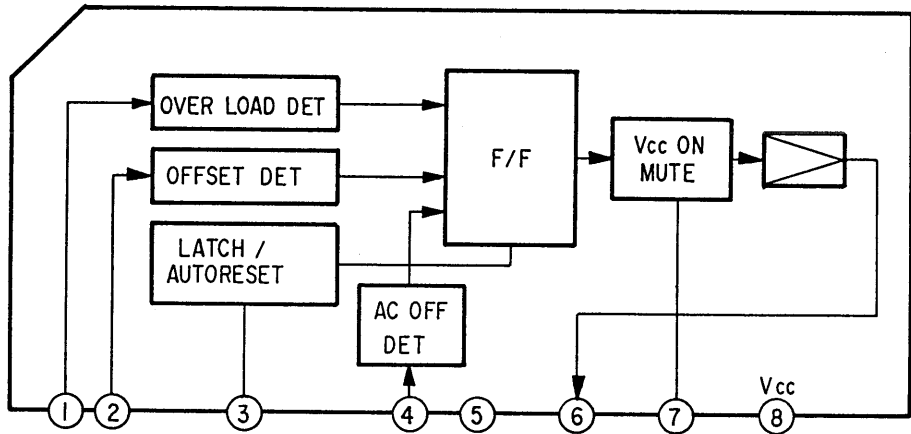 OVER LOAD DET
OFFSET DET
LATCH /
AUTORESET
AC OFF
DET
F/F
Vcc ON
MUTE
Vcc
1
2
3
4
5
6
7
8